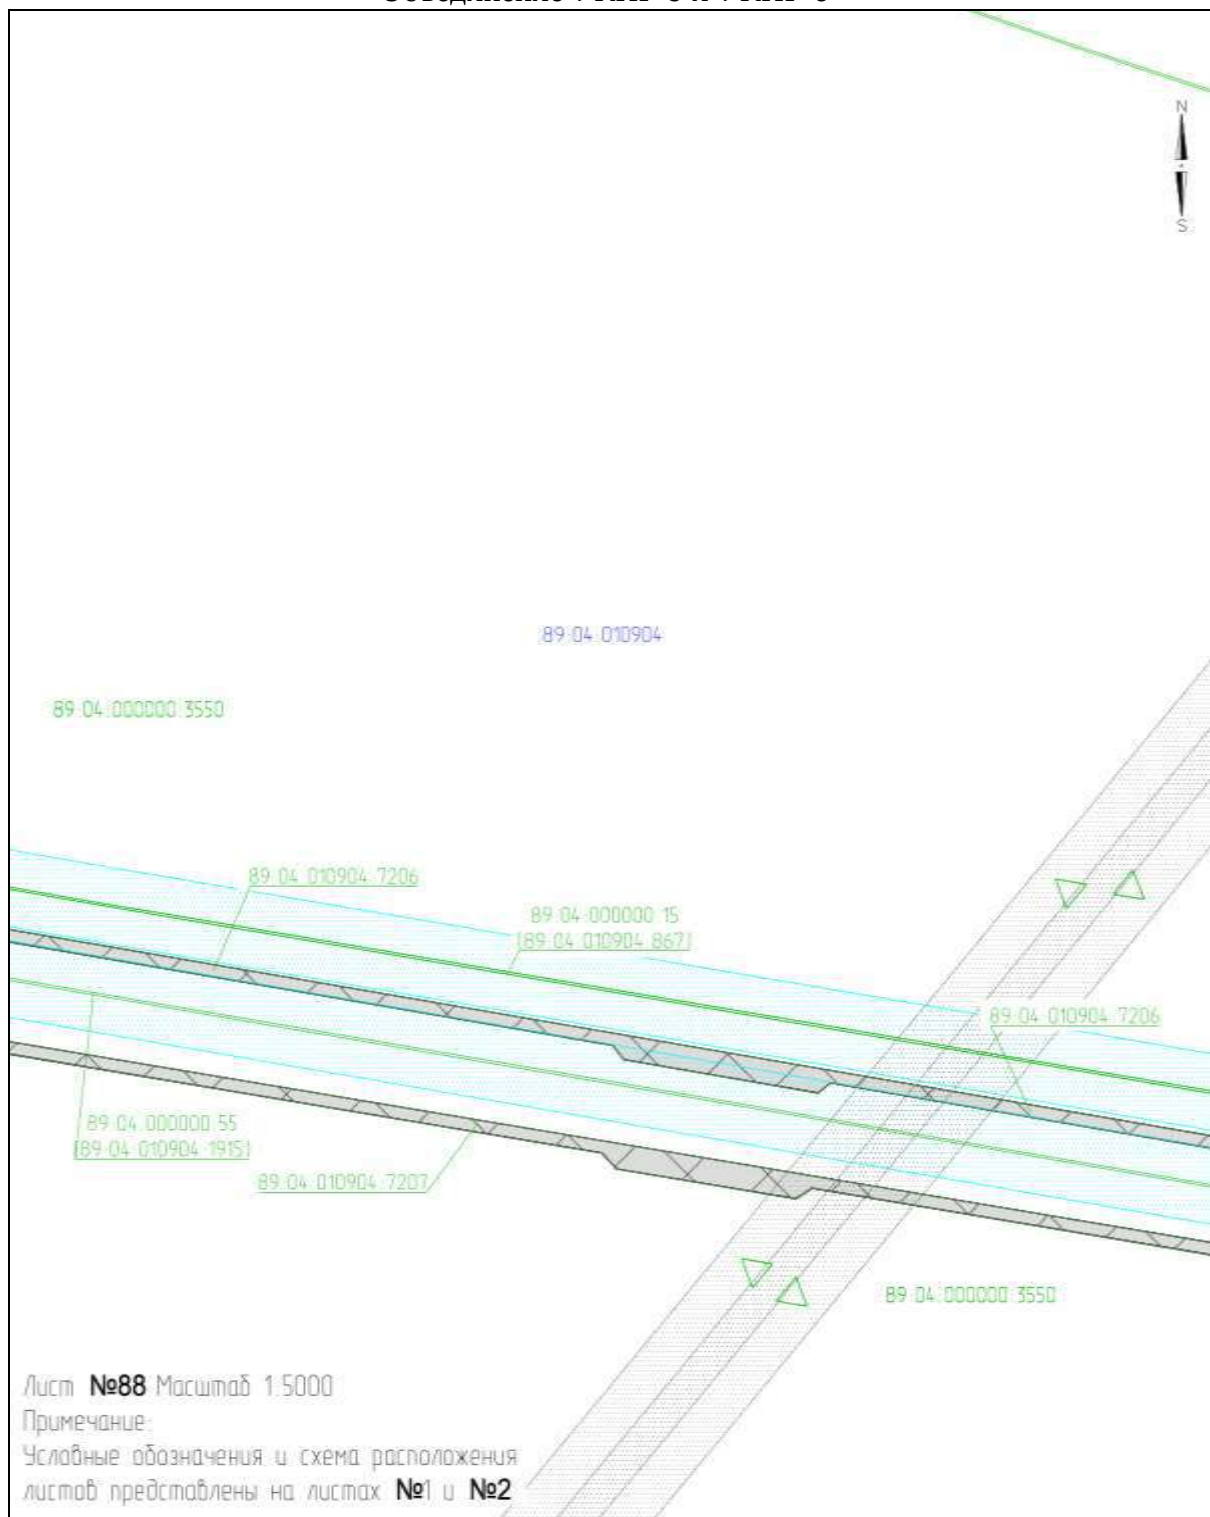 N
S
89:04:010904
89:04:000000:3550
89:04:010904:7206
89:04:000000:15
(89:04:010904:867)
89:04:010904:7206
89:04:000000:55
(89:04:010904:1915)
89:04:010904:7207
89:04:000000:3550
Лист №88 Масштаб 1:5000
Примечание:
Условные обозначения и схема расположения
листов представлены на листах №1 и №2